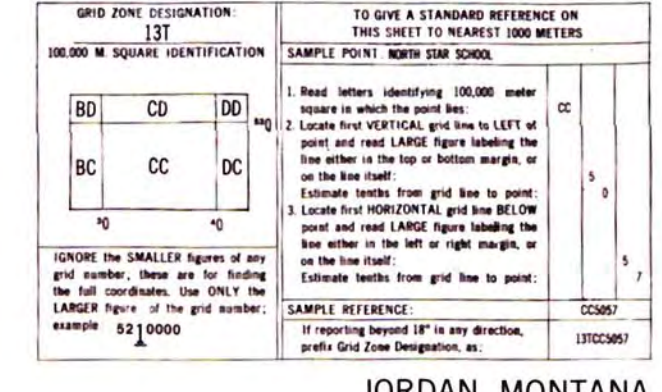 GRID ZONE DESIGNATION:
13T
100,000 M. SQUARE IDENTIFICATION
BD CD DD
BC CC DC
30 40
IGNORE the SMALLER figures of any
grid number; these are for finding
the full coordinates. Use ONLY the
LARGER figure of the grid number;
example 5210000
TO GIVE A STANDARD REFERENCE ON
THIS SHEET TO NEAREST 1000 METERS
SAMPLE POINT: NORTH STAR SCHOOL
1. Read letters identifying 100,000 meter
square in which the point lies: CC
2. Locate first VERTICAL grid line to LEFT of
point and read LARGE figure labeling the
line either in the top or bottom margin, or
on the line itself: 5
Estimate tenths from grid line to point: 0
3. Locate first HORIZONTAL grid line BELOW
point and read LARGE figure labeling the
line either in the left or right margin, or
on the line itself: 5
Estimate tenths from grid line to point: 7
SAMPLE REFERENCE: CC5057
If reporting beyond 18° in any direction,
prefix Grid Zone Designation, as: 13TCC5057
JORDAN, MONTANA